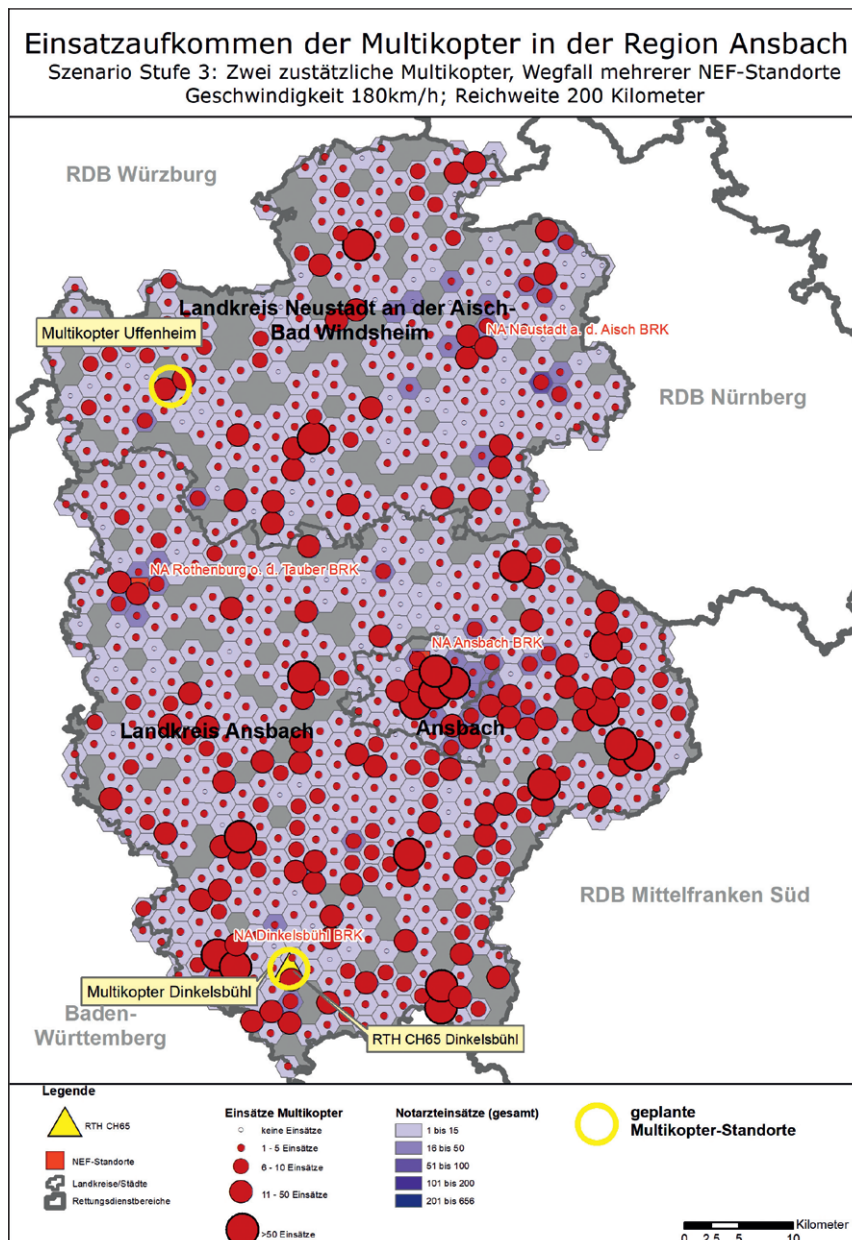 Einsatzaufkommen der Multikopter in der Region Ansbach
Szenario Stufe 3: Zwei zustätzliche Multikopter, Wegfall mehrerer NEF-Standorte
Geschwindigkeit 180km/h; Reichweite 200 Kilometer
RDB Würzburg
Landkreis Neustadt an der Aisch-
Bad Windsheim
Multikopter Uffenheim
NA Neustadt a. d. Aisch BRK
RDB Nürnberg
NA Rothenburg o. d. Tauber BRK
NA Ansbach BRK
Landkreis Ansbach
Ansbach
RDB Mittelfranken Süd
NA Dinkelsbühl BRK
Multikopter Dinkelsbühl
Baden-
Württemberg
RTH CH65 Dinkelsbühl
Legende
RTH CH65
NEF-Standorte
Landkreise/Städte
Rettungsdienstbereiche
Einsätze Multikopter
keine Einsätze
1 - 5 Einsätze
6 - 10 Einsätze
11 - 50 Einsätze
>50 Einsätze
Notarzteinsätze (gesamt)
1 bis 15
16 bis 50
51 bis 100
101 bis 200
201 bis 656
geplante
Multikopter-Standorte
Kilometer
0 2,5 5 10